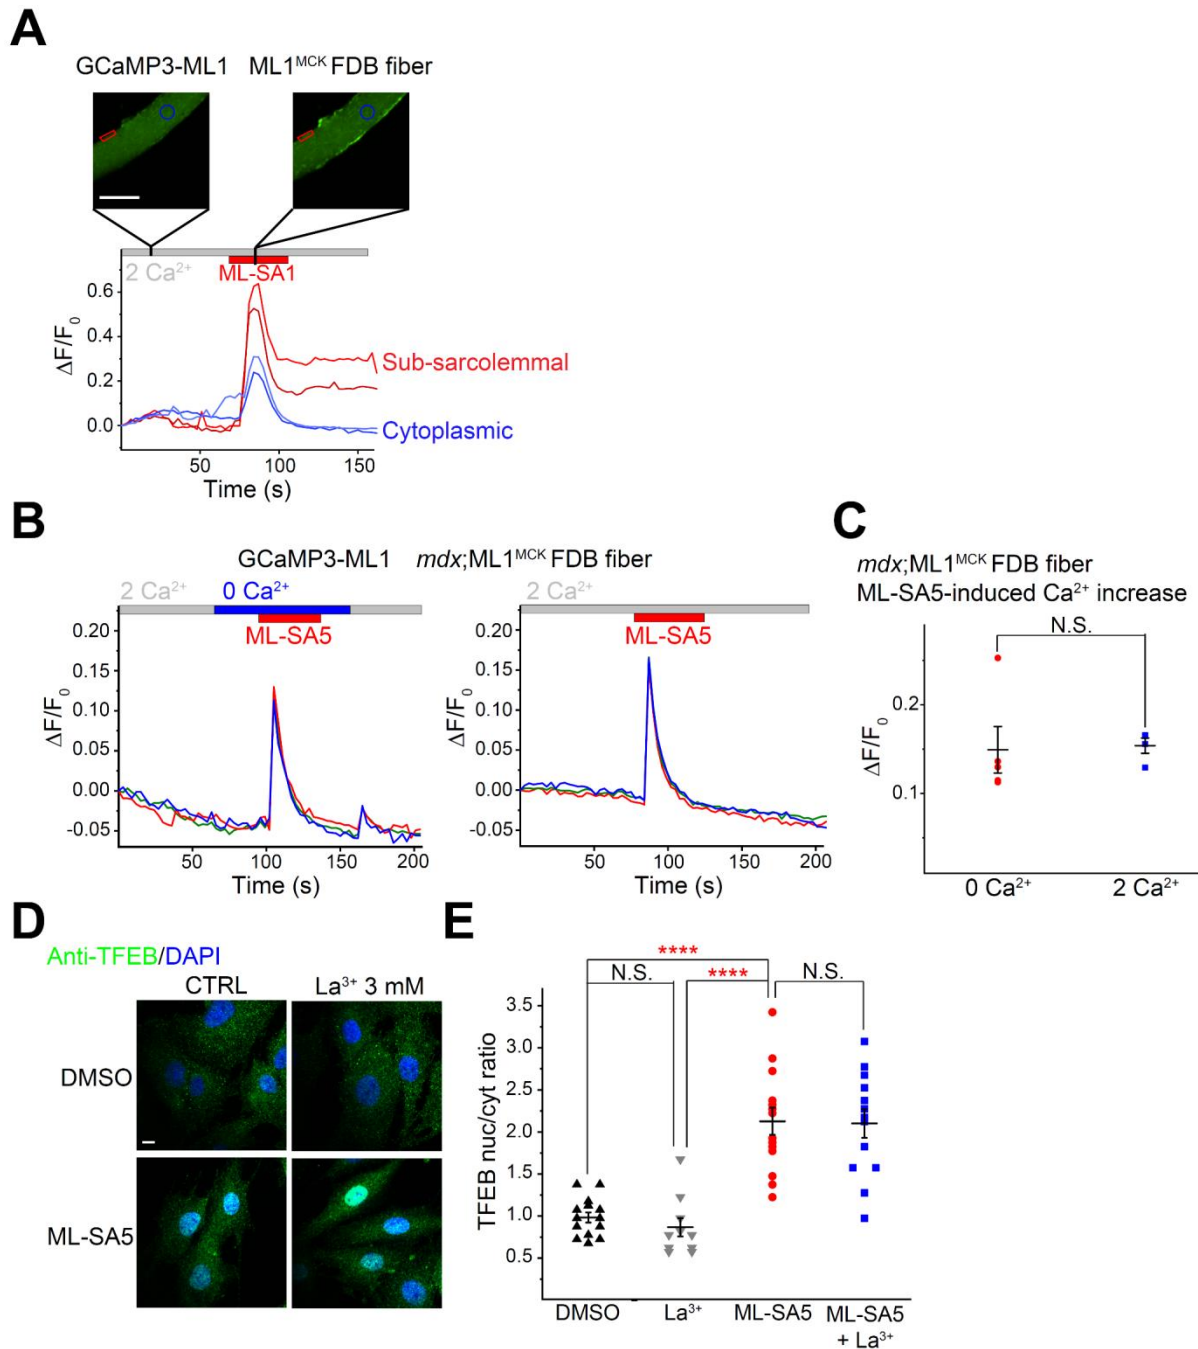 A
GCaMP3-ML1 ML1ᴹᶜᴷ FDB fiber
2 Ca²⁺
ML-SA1
0.6
0.4
0.2
0.0
ΔF/F₀
Sub-sarcolemmal
Cytoplasmic
50 100 150
Time (s)
B
GCaMP3-ML1 mdx;ML1ᴹᶜᴷ FDB fiber
2 Ca²⁺ 0 Ca²⁺
ML-SA5
0.20
0.15
0.10
0.05
0.00
-0.05
ΔF/F₀
50 100 150 200
Time (s)
2 Ca²⁺
ML-SA5
0.20
0.15
0.10
0.05
0.00
-0.05
ΔF/F₀
50 100 150 200
Time (s)
C
mdx;ML1ᴹᶜᴷ FDB fiber
ML-SA5-induced Ca²⁺ increase
N.S.
0.2
0.1
ΔF/F₀
0 Ca²⁺ 2 Ca²⁺
D
Anti-TFEB/DAPI
CTRL La³⁺ 3 mM
DMSO
ML-SA5
E
****
N.S. **** N.S.
3.5
3.0
2.5
2.0
1.5
1.0
0.5
TFEB nuc/cyt ratio
DMSO La³⁺ ML-SA5 ML-SA5
+ La³⁺